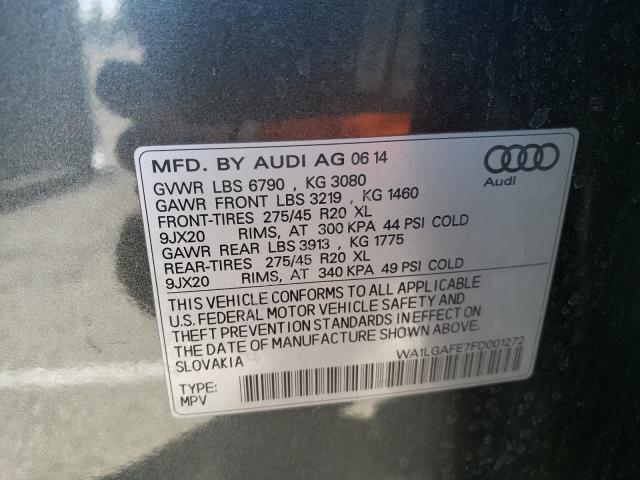 MFD. BY AUDI AG 06 14
Audi
GVWR LBS 6790 , KG 3080
GAWR FRONT LBS 3219 , KG 1460
FRONT-TIRES 275/45 R20 XL
9JX20 RIMS, AT 300 KPA 44 PSI COLD
GAWR REAR LBS 3913 , KG 1775
REAR-TIRES 275/45 R20 XL
9JX20 RIMS, AT 340 KPA 49 PSI COLD
THIS VEHICLE CONFORMS TO ALL APPLICABLE
U.S. FEDERAL MOTOR VEHICLE SAFETY AND
THEFT PREVENTION STANDARDS IN EFFECT ON
THE DATE OF MANUFACTURE SHOWN ABOVE.
SLOVAKIA
WA1LGAFE7FD001272
TYPE:
MPV